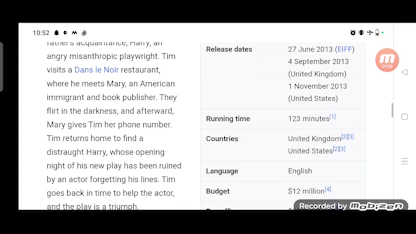 10:52
father's acquaintance, Harry, an
angry misanthropic playwright. Tim
visits a Dans le Noir restaurant,
where he meets Mary, an American
immigrant and book publisher. They
flirt in the darkness, and afterward,
Mary gives Tim her phone number.
Tim returns home to find a
distraught Harry, whose opening
night of his new play has been ruined
by an actor forgetting his lines. Tim
goes back in time to help the actor,
and the play is a triumph.
Release dates 27 June 2013 (EIFF)
4 September 2013
(United Kingdom)
1 November 2013
(United States)
Running time 123 minutes[1]
Countries United Kingdom[2][3]
United States[2][3]
Language English
Budget $12 million[4]
Recorded by Mobizen